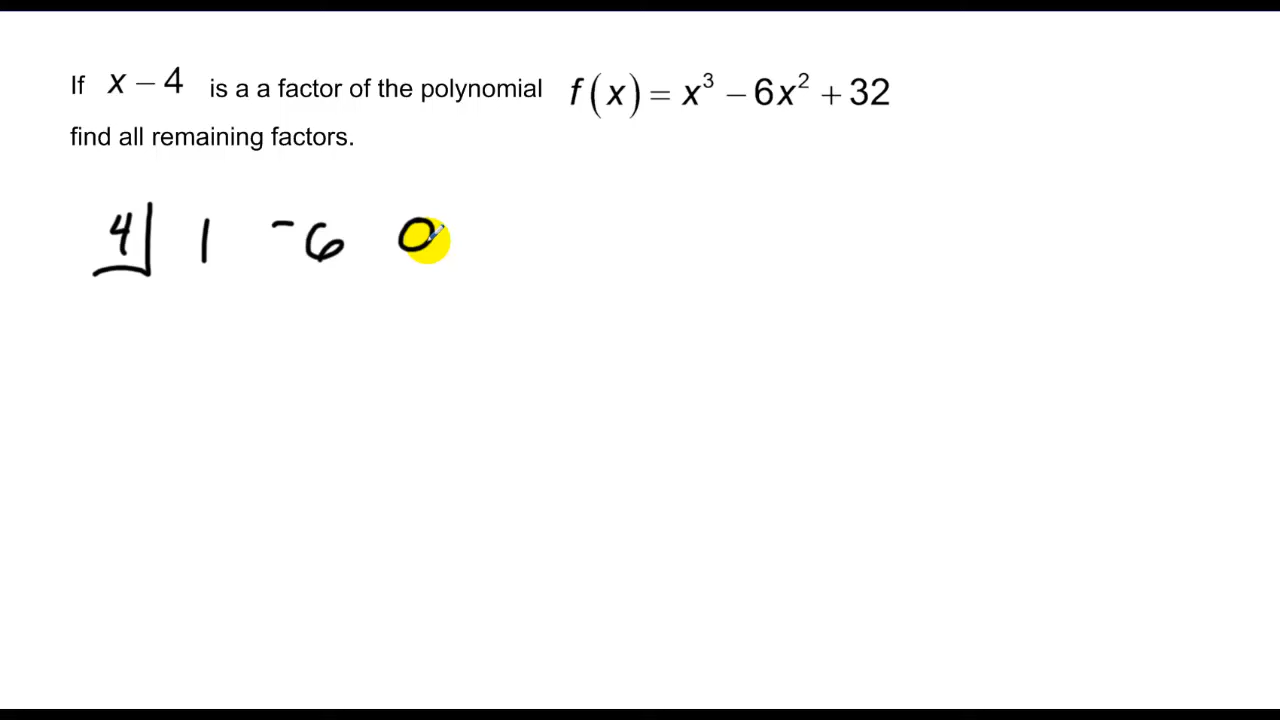 If x − 4 is a a factor of the polynomial f(x) = x³ − 6x² + 32
find all remaining factors.
4 1 -6 0